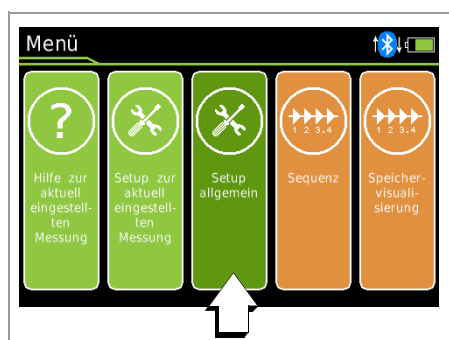 Menü
?
Hilfe zur
aktuell
eingestell-
ten
Messung
Setup zur
aktuell
eingestell-
ten
Messung
Setup
allgemein
1 2 3.4
Sequenz
1 2 3.4
Speicher-
visuali-
sierung